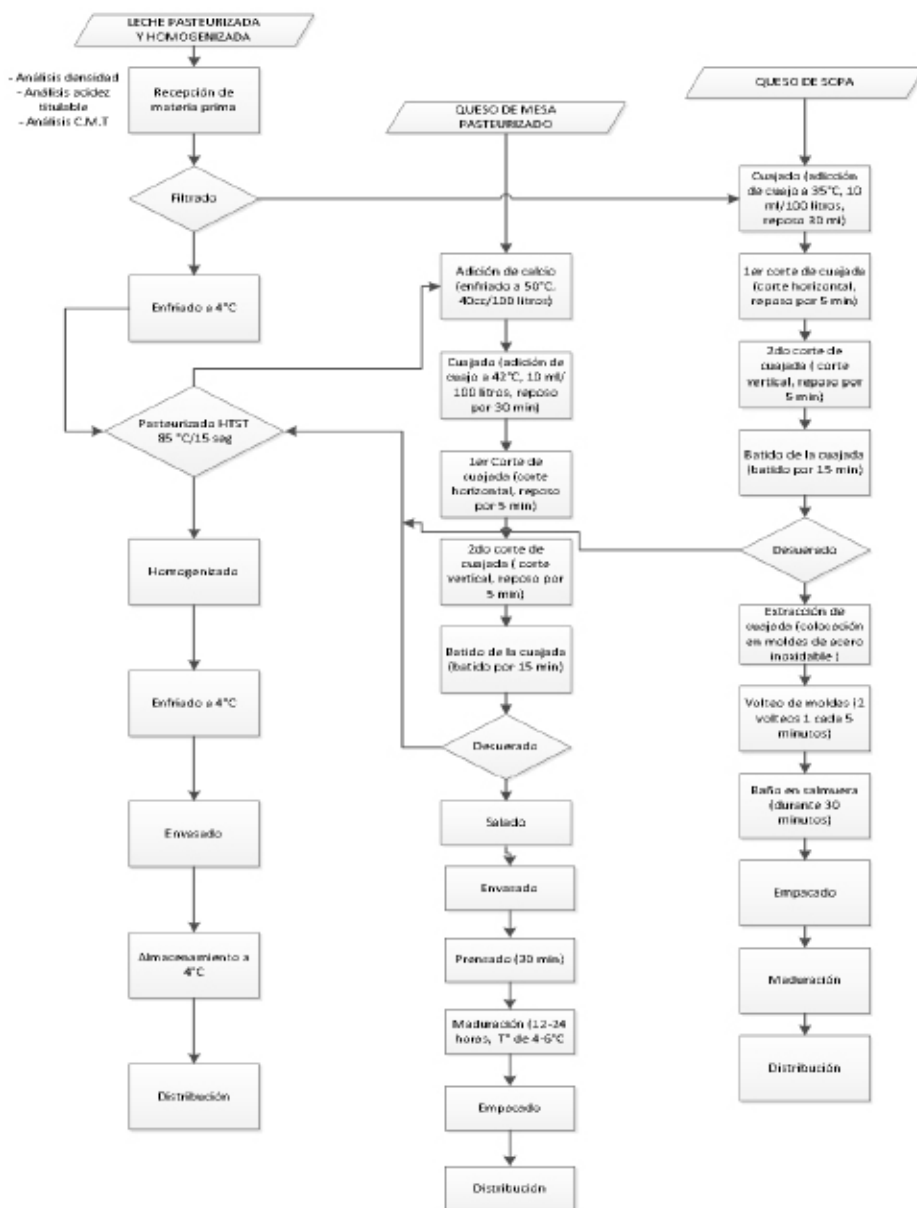 LECHE PASTEURIZADA
Y HOMOGENIZADA
- Análisis densidad
- Análisis acidez
titulable
- Análisis C.M.T
Recepción de
materia prima
Filtrado
Enfriado a 4°C
Pasteurizado HTST
85 °C/15 seg
Homogenizado
Enfriado a 4°C
Envasado
Almacenamiento a
4°C
Distribución
QUESO DE MESA
PASTEURIZADO
Adición de calcio
(enfriado a 50°C,
40cc/100 litros)
Cuajado (adición de
cuajo a 42°C, 10 ml/
100 litros, reposo
por 30 min)
1er Corte de
cuajada (corte
horizontal, reposo
por 5 min)
2do corte de
cuajada ( corte
vertical, reposo por
5 min)
Batido de la cuajada
(batido por 15 min)
Desuerado
Salado
Envasado
Prensado (30 min)
Maduración (12-24
horas, T° de 4-6°C
Empacado
Distribución
QUESO DE SOPA
Cuajado (adicción
de cuajo a 35°C, 10
ml/100 litros,
reposo 30 mi)
1er corte de cuajada
(corte horizontal,
reposo por 5 min)
2do corte de
cuajada ( corte
vertical, reposo por
5 min)
Batido de la cuajada
(batido por 15 min)
Desuerado
Extracción de
cuajada (colocación
en moldes de acero
inoxidable )
Volteo de moldes (2
volteos 1 cada 5
minutos)
Baño en salmuera
(durante 30
minutos)
Empacado
Maduración
Distribución